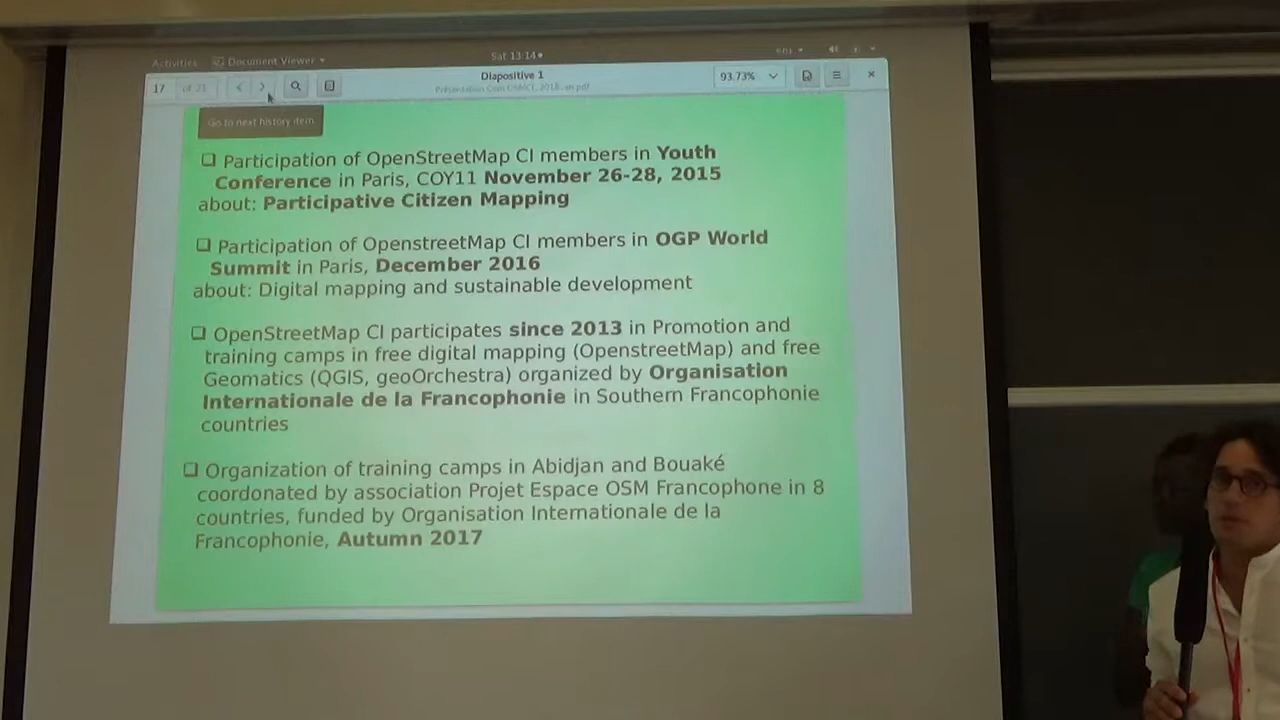 Activities Document Viewer Sat 13:14
17 of 21 Diapositive 1 93.73%
Go to next history item
❑ Participation of OpenStreetMap CI members in Youth
Conference in Paris, COY11 November 26-28, 2015
about: Participative Citizen Mapping
❑ Participation of OpenstreetMap CI members in OGP World
Summit in Paris, December 2016
about: Digital mapping and sustainable development
❑ OpenStreetMap CI participates since 2013 in Promotion and
training camps in free digital mapping (OpenstreetMap) and free
Geomatics (QGIS, geoOrchestra) organized by Organisation
Internationale de la Francophonie in Southern Francophonie
countries
❑ Organization of training camps in Abidjan and Bouaké
coordonated by association Projet Espace OSM Francophone in 8
countries, funded by Organisation Internationale de la
Francophonie, Autumn 2017